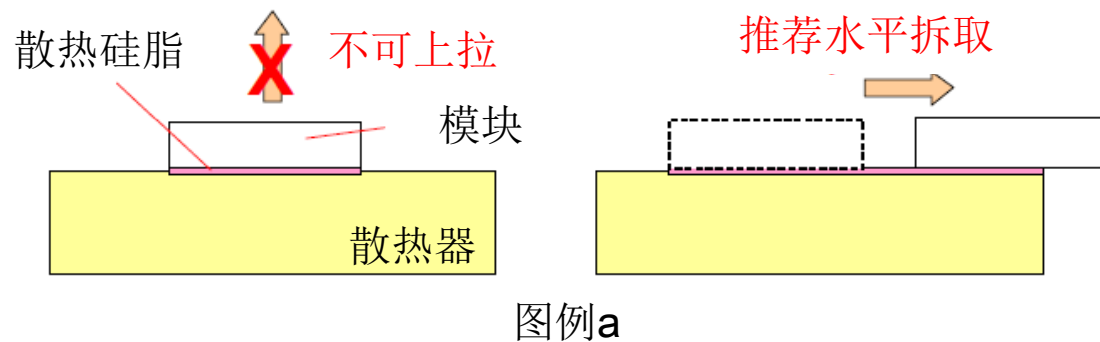 散热硅脂
不可上拉
模块
散热器
推荐水平拆取
图例a